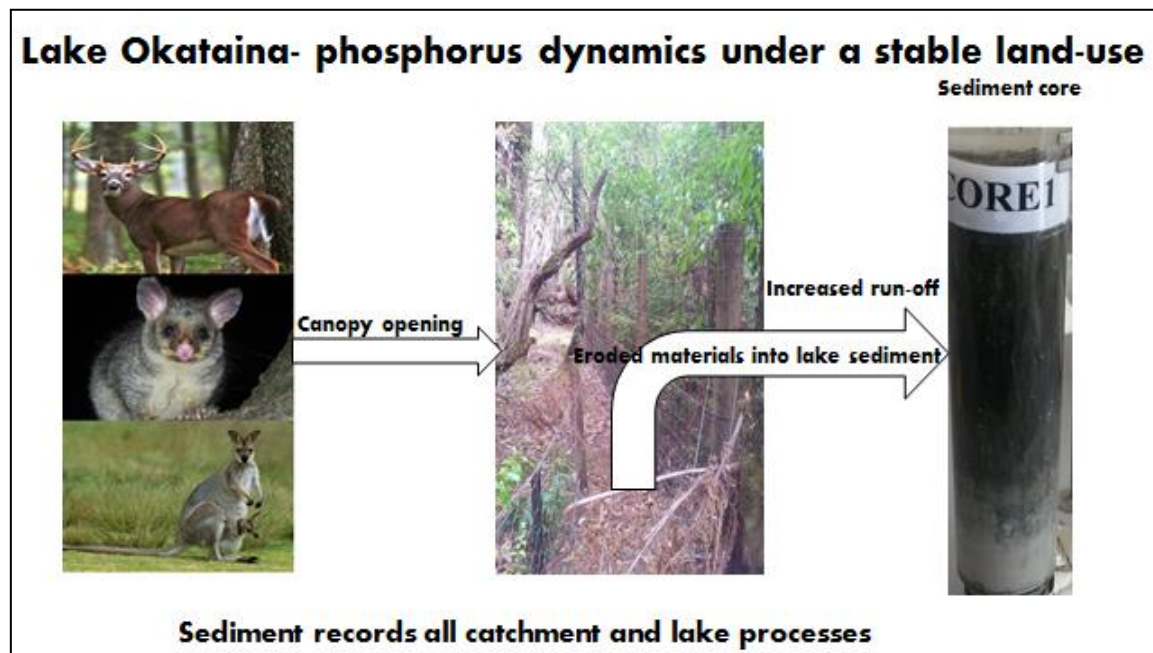 Lake Okataina- phosphorus dynamics under a stable land-use
Sediment core
CORE1
Increased run-off
Canopy opening
Eroded materials into lake sediment
Sediment records all catchment and lake processes